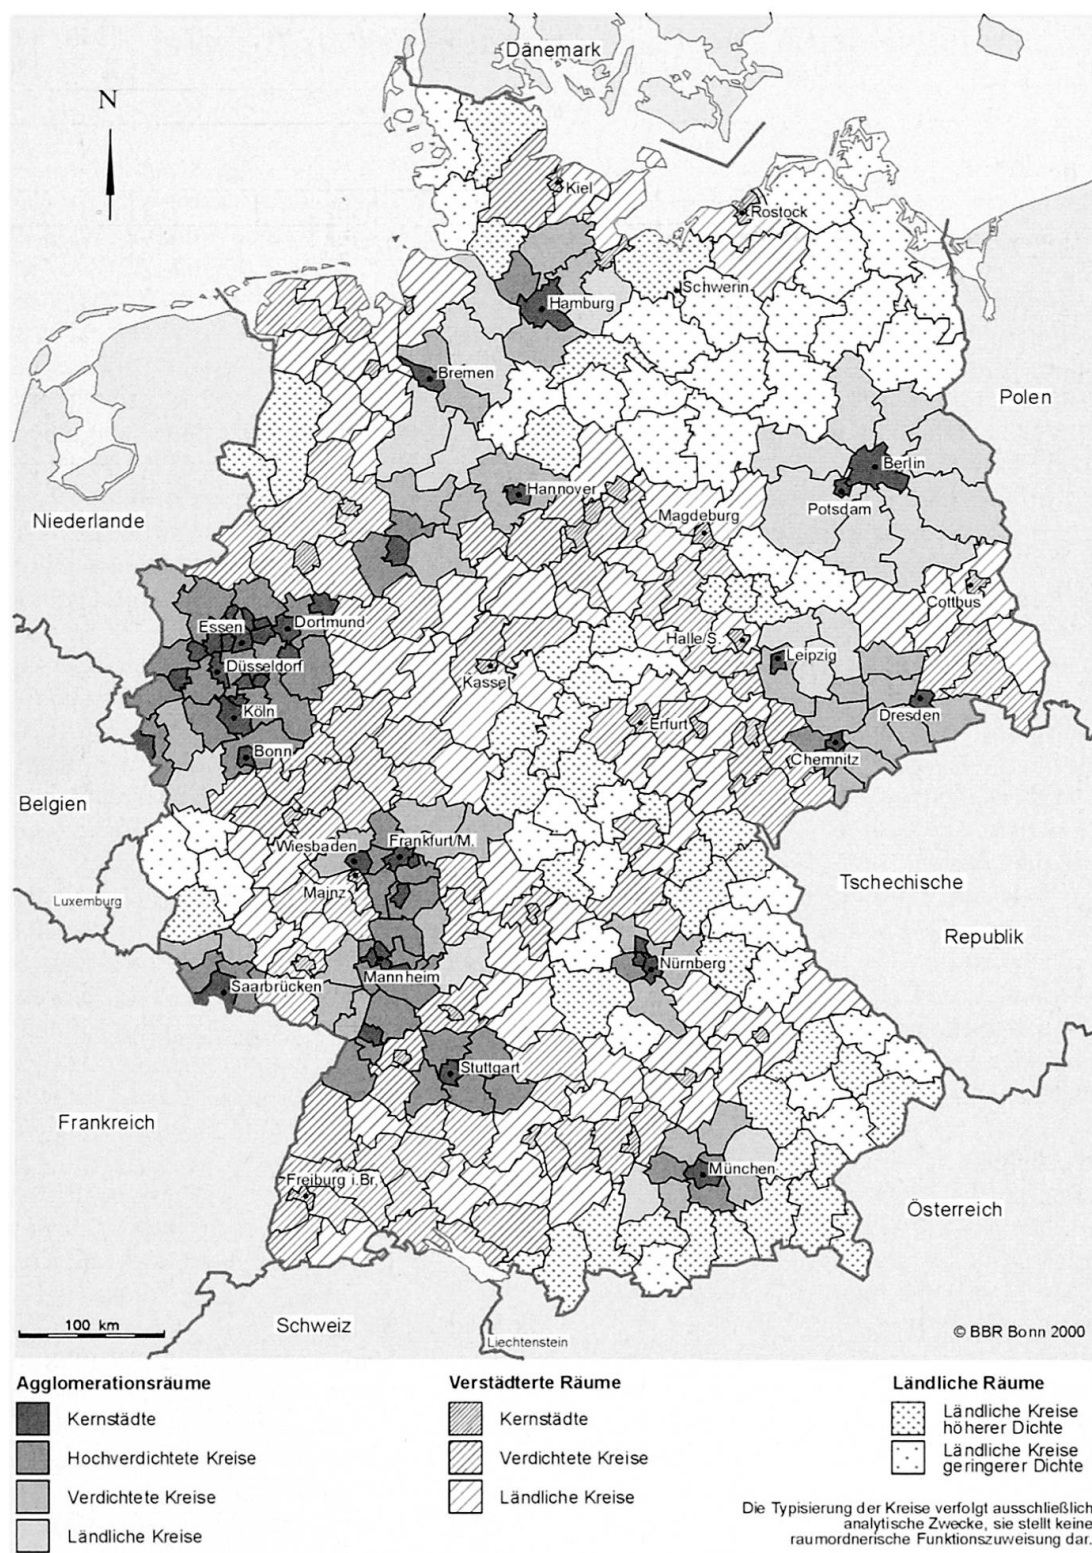 Dänemark
N
Kiel
Rostock
Schwerin
Hamburg
Bremen
Polen
Berlin
Hannover
Potsdam
Niederlande
Magdeburg
Cottbus
Essen
Dortmund
Halle/S.
Leipzig
Düsseldorf
Kassel
Köln
Erfurt
Dresden
Bonn
Chemnitz
Belgien
Wiesbaden
Frankfurt/M.
Tschechische
Mainz
Luxemburg
Republik
Nürnberg
Mannheim
Saarbrücken
Stuttgart
Frankreich
München
Freiburg i.Br.
Österreich
100 km
Schweiz
Liechtenstein
© BBR Bonn 2000
Agglomerationsräume
Kernstädte
Hochverdichtete Kreise
Verdichtete Kreise
Ländliche Kreise
Verstädterte Räume
Kernstädte
Verdichtete Kreise
Ländliche Kreise
Ländliche Räume
Ländliche Kreise
höherer Dichte
Ländliche Kreise
geringerer Dichte
Die Typisierung der Kreise verfolgt ausschließlich
analytische Zwecke, sie stellt keine
raumordnerische Funktionszuweisung dar.